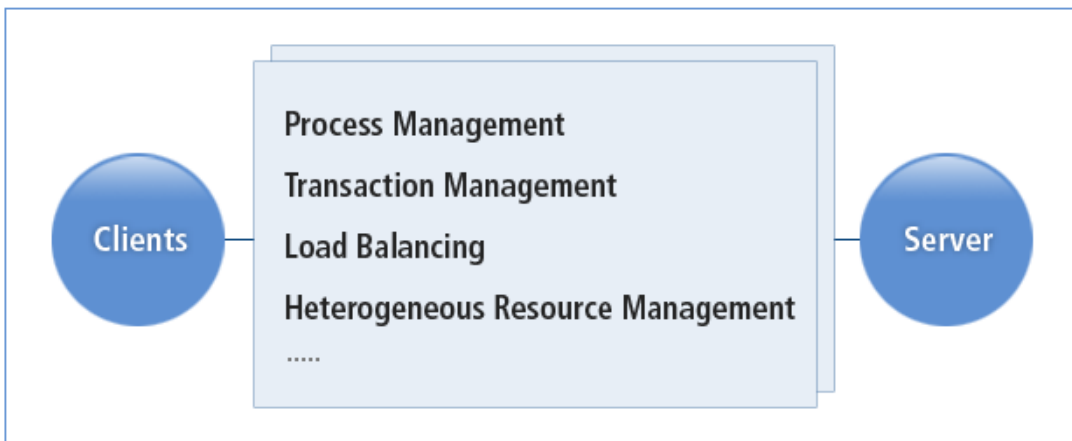 Process Management
Transaction Management
Clients
Load Balancing
Server
Heterogeneous Resource Management
.....